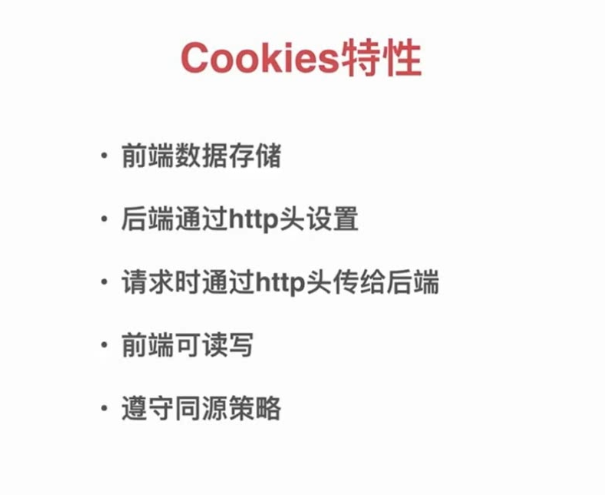 Cookies特性
• 前端数据存储
• 后端通过http头设置
• 请求时通过http头传给后端
• 前端可读写
• 遵守同源策略